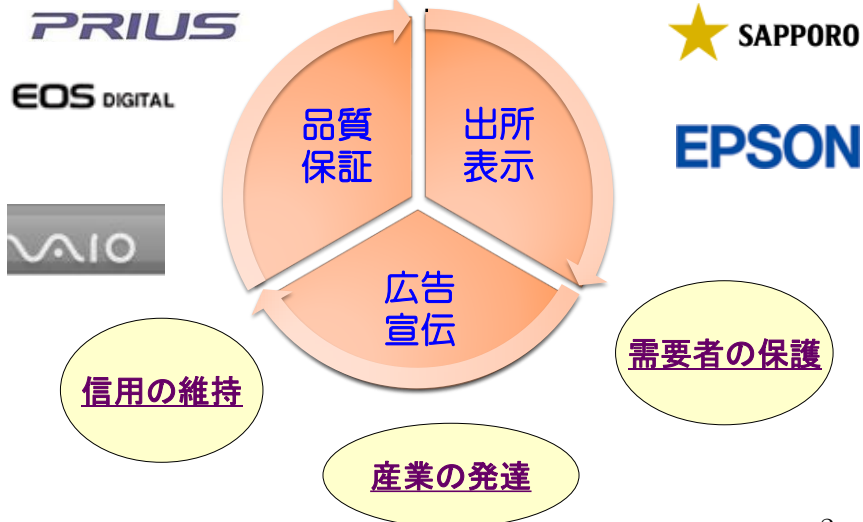 PRIUS
SAPPORO
EOS DIGITAL
EPSON
VAIO
品質
保証
出所
表示
広告
宣伝
信用の維持
需要者の保護
産業の発達